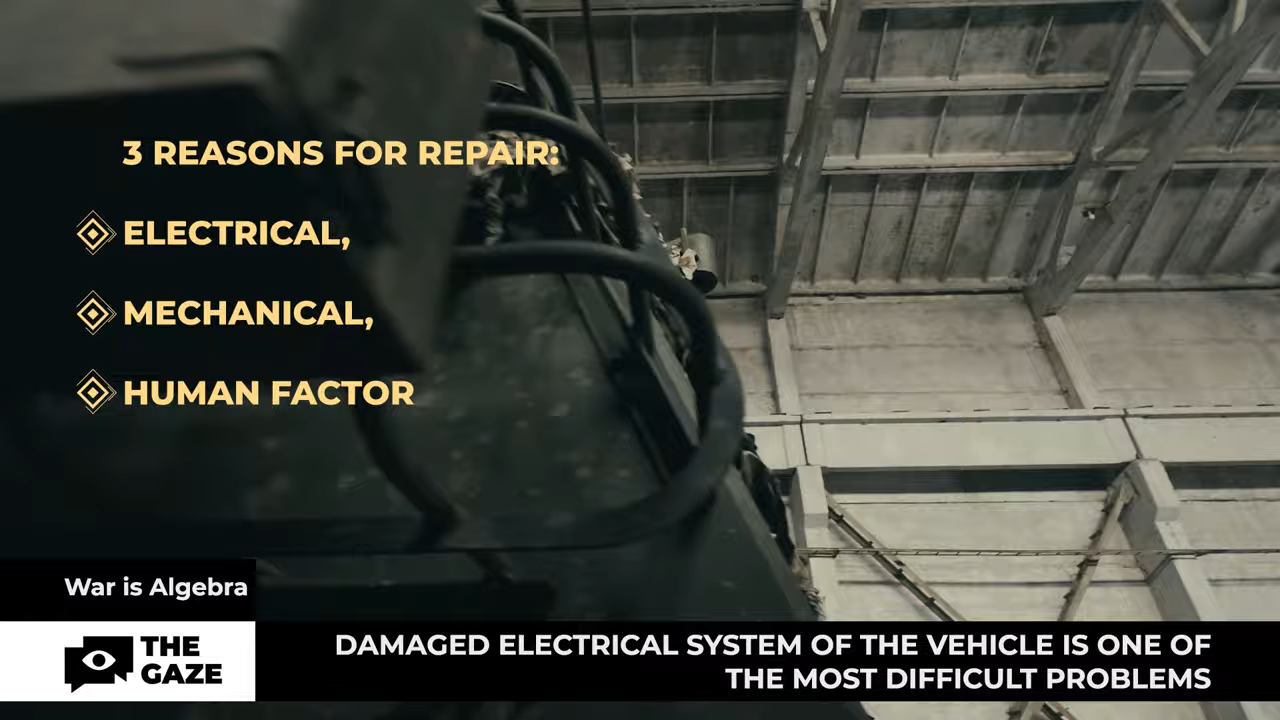 3 REASONS FOR REPAIR:
ELECTRICAL,
MECHANICAL,
HUMAN FACTOR
War is Algebra
THE
GAZE
DAMAGED ELECTRICAL SYSTEM OF THE VEHICLE IS ONE OF
THE MOST DIFFICULT PROBLEMS